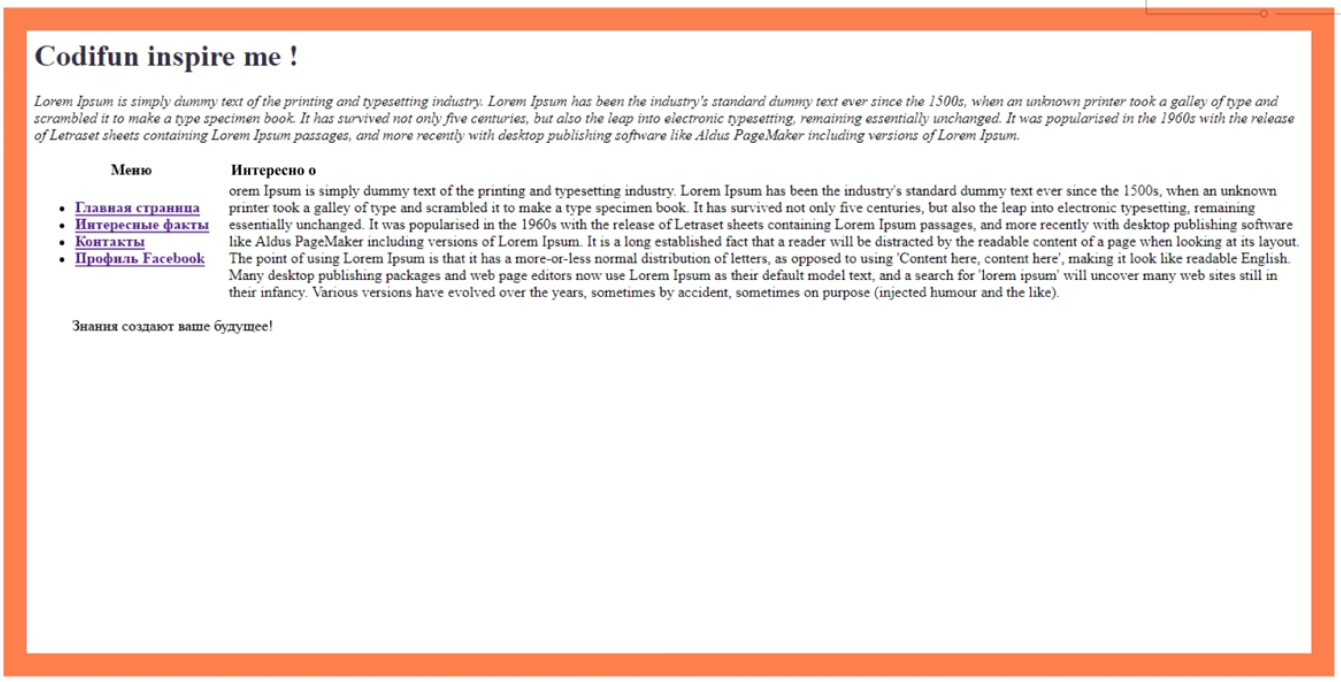 Codifun inspire me !
Lorem Ipsum is simply dummy text of the printing and typesetting industry. Lorem Ipsum has been the industry's standard dummy text ever since the 1500s, when an unknown printer took a galley of type and
scrambled it to make a type specimen book. It has survived not only five centuries, but also the leap into electronic typesetting, remaining essentially unchanged. It was popularised in the 1960s with the release
of Letraset sheets containing Lorem Ipsum passages, and more recently with desktop publishing software like Aldus PageMaker including versions of Lorem Ipsum.
Меню
Главная страница
Интересные факты
Контакты
Профиль Facebook
Интересно о
orem Ipsum is simply dummy text of the printing and typesetting industry. Lorem Ipsum has been the industry's standard dummy text ever since the 1500s, when an unknown
printer took a galley of type and scrambled it to make a type specimen book. It has survived not only five centuries, but also the leap into electronic typesetting, remaining
essentially unchanged. It was popularised in the 1960s with the release of Letraset sheets containing Lorem Ipsum passages, and more recently with desktop publishing software
like Aldus PageMaker including versions of Lorem Ipsum. It is a long established fact that a reader will be distracted by the readable content of a page when looking at its layout.
The point of using Lorem Ipsum is that it has a more-or-less normal distribution of letters, as opposed to using 'Content here, content here', making it look like readable English.
Many desktop publishing packages and web page editors now use Lorem Ipsum as their default model text, and a search for 'lorem ipsum' will uncover many web sites still in
their infancy. Various versions have evolved over the years, sometimes by accident, sometimes on purpose (injected humour and the like).
Знания создают ваше будущее!